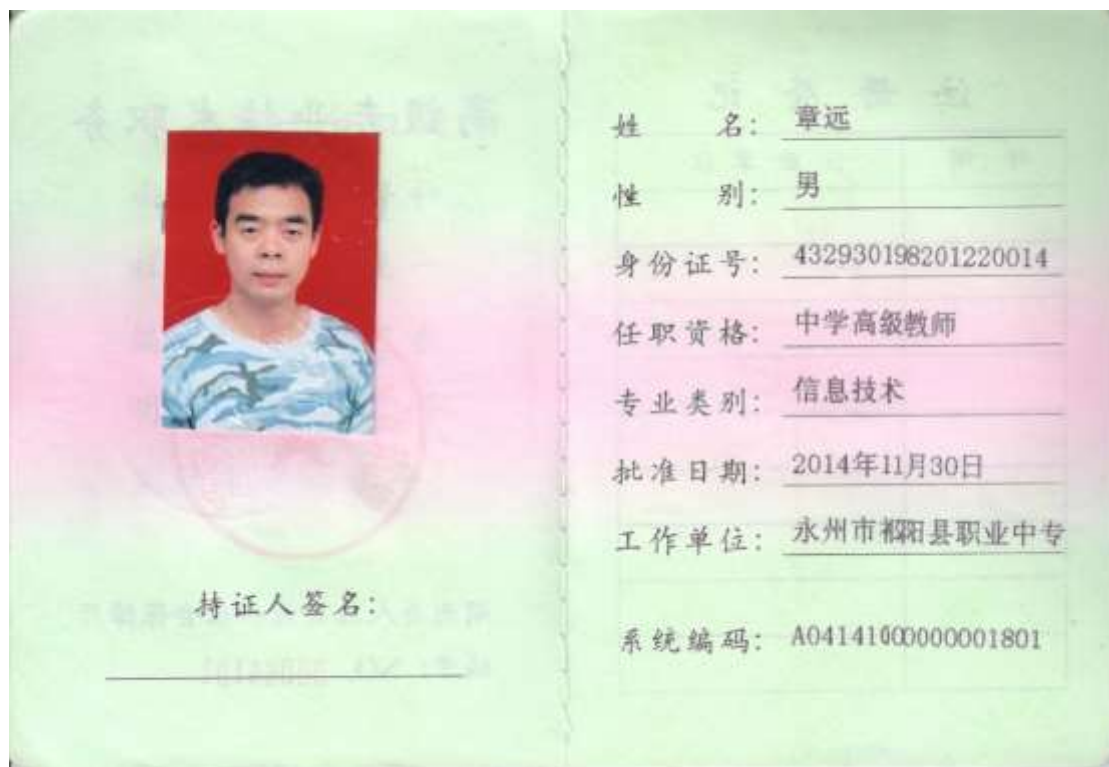 持证人签名:
姓 名: 章远
性 别: 男
身份证号: 432930198201220014
任职资格: 中学高级教师
专业类别: 信息技术
批准日期: 2014年11月30日
工作单位: 永州市祁阳县职业中专
系统编码: A04141000000001801